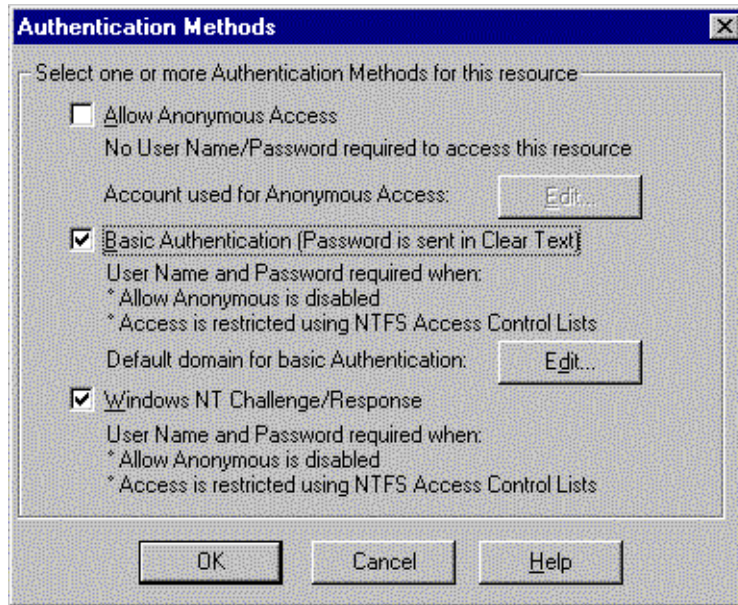 Authentication Methods
Select one or more Authentication Methods for this resource
Allow Anonymous Access
No User Name/Password required to access this resource
Account used for Anonymous Access: Edit...
Basic Authentication (Password is sent in Clear Text)
User Name and Password required when:
* Allow Anonymous is disabled
* Access is restricted using NTFS Access Control Lists
Default domain for basic Authentication: Edit...
Windows NT Challenge/Response
User Name and Password required when:
* Allow Anonymous is disabled
* Access is restricted using NTFS Access Control Lists
OK Cancel Help